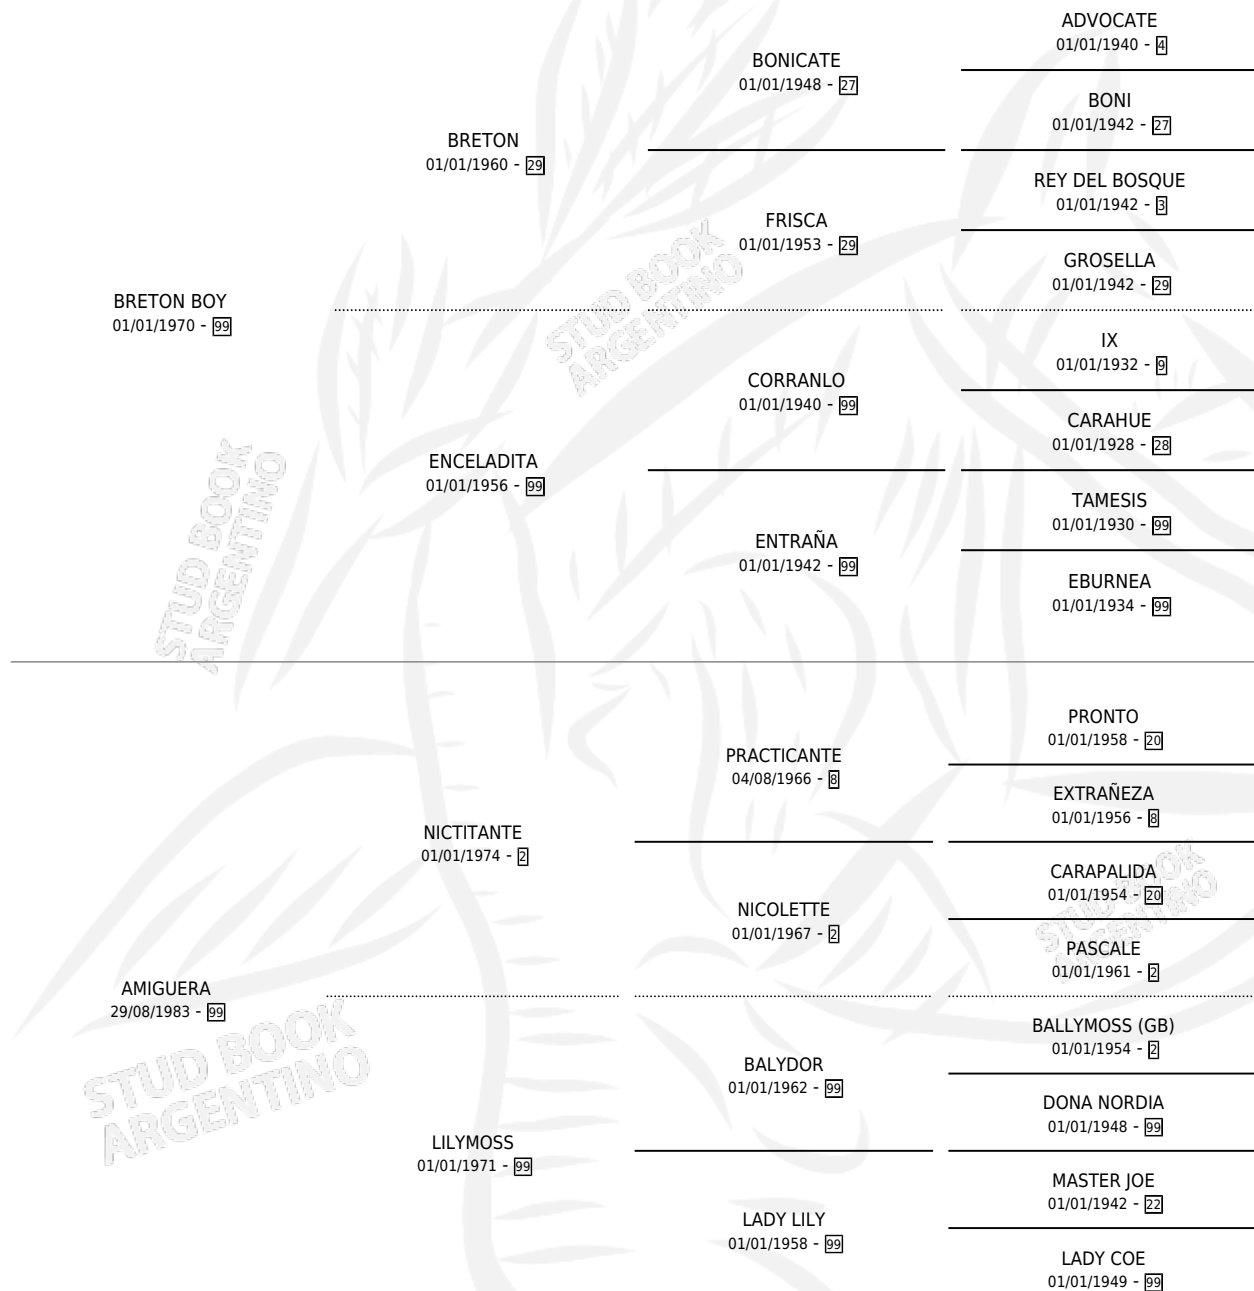 ADVOCATE
01/01/1940 - 4
BONICATE
01/01/1948 - 27
BONI
01/01/1942 - 27
BRETON
01/01/1960 - 29
REY DEL BOSQUE
01/01/1942 - 3
FRISCA
01/01/1953 - 29
GROSELLA
01/01/1942 - 29
BRETON BOY
01/01/1970 - 99
STUD BOOK
ARGENTINO
IX
01/01/1932 - 9
CORRANLO
01/01/1940 - 99
CARAHUE
01/01/1928 - 28
ENCELADITA
01/01/1956 - 99
TAMESIS
01/01/1930 - 99
ENTRAÑA
01/01/1942 - 99
EBURNEA
01/01/1934 - 99
STUD BOOK
ARGENTINO
PRONTO
01/01/1958 - 20
PRACTICANTE
04/08/1966 - 8
EXTRAÑEZA
01/01/1956 - 8
NICTITANTE
01/01/1974 - 2
CARAPALIDA
01/01/1954 - 20
NICOLETTE
01/01/1967 - 2
STUD BOOK
ARGENTINO
PASCALE
01/01/1961 - 2
AMIGUERA
29/08/1983 - 99
STUD BOOK
ARGENTINO
BALLYMOSS (GB)
01/01/1954 - 2
BALYDOR
01/01/1962 - 99
DONA NORDIA
01/01/1948 - 99
LILYMOSS
01/01/1971 - 99
MASTER JOE
01/01/1942 - 22
LADY LILY
01/01/1958 - 99
LADY COE
01/01/1949 - 99